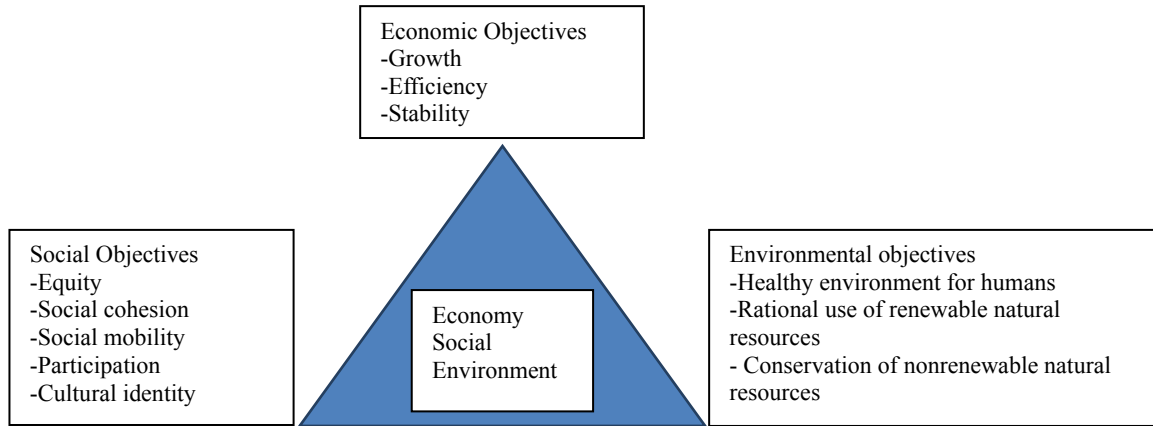 Economic Objectives
-Growth
-Efficiency
-Stability
Social Objectives
-Equity
-Social cohesion
-Social mobility
-Participation
-Cultural identity
Economy
Social
Environment
Environmental objectives
-Healthy environment for humans
-Rational use of renewable natural
resources
- Conservation of nonrenewable natural
resources